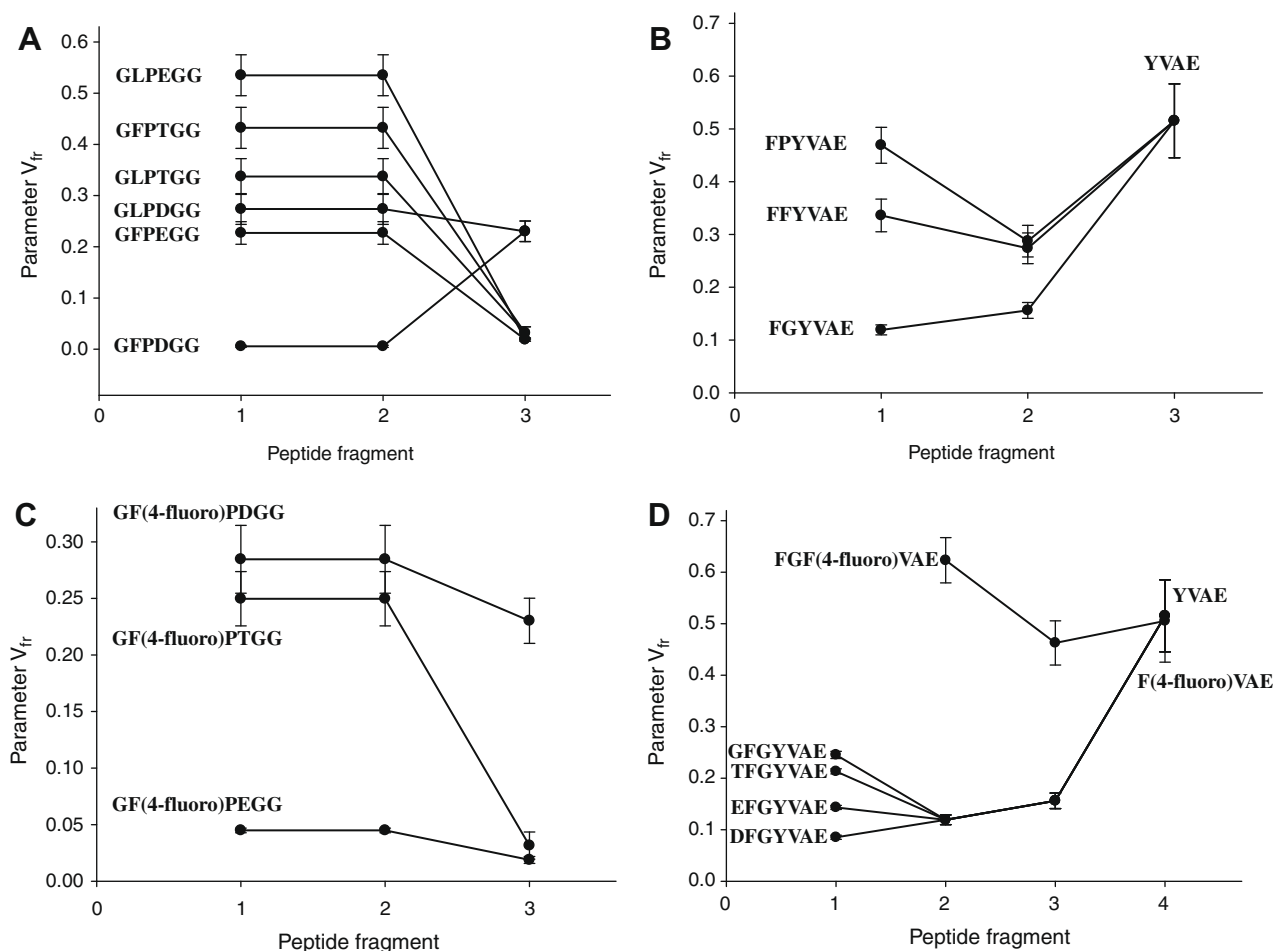 A
Parameter V_fr
0.6
0.5
0.4
0.3
0.2
0.1
0.0
GLPEGG
GFPTGG
GLPTGG
GLPDGG
GFPEGG
GFPDGG
0 1 2 3
Peptide fragment
B
Parameter V_fr
0.7
0.6
0.5
0.4
0.3
0.2
0.1
0.0
YVAE
FPYVAE
FFYVAE
FGYVAE
0 1 2 3
Peptide fragment
C
Parameter V_fr
0.30
0.25
0.20
0.15
0.10
0.05
0.00
GF(4-fluoro)PDGG
GF(4-fluoro)PTGG
GF(4-fluoro)PEGG
0 1 2 3
Peptide fragment
D
Parameter V_fr
0.7
0.6
0.5
0.4
0.3
0.2
0.1
0.0
FGF(4-fluoro)VAE
YVAE
F(4-fluoro)VAE
GFGYVAE
TFGYVAE
EFGYVAE
DFGYVAE
0 1 2 3 4
Peptide fragment